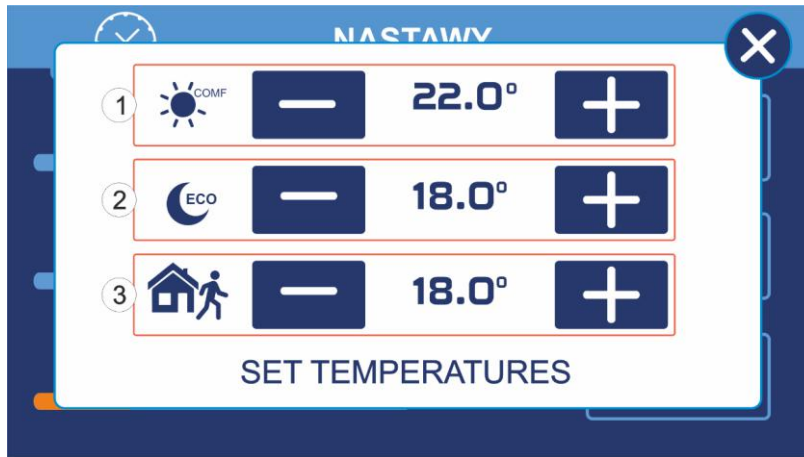 NASTAWY
1 COMF 22.0°
2 ECO 18.0°
3 18.0°
SET TEMPERATURES